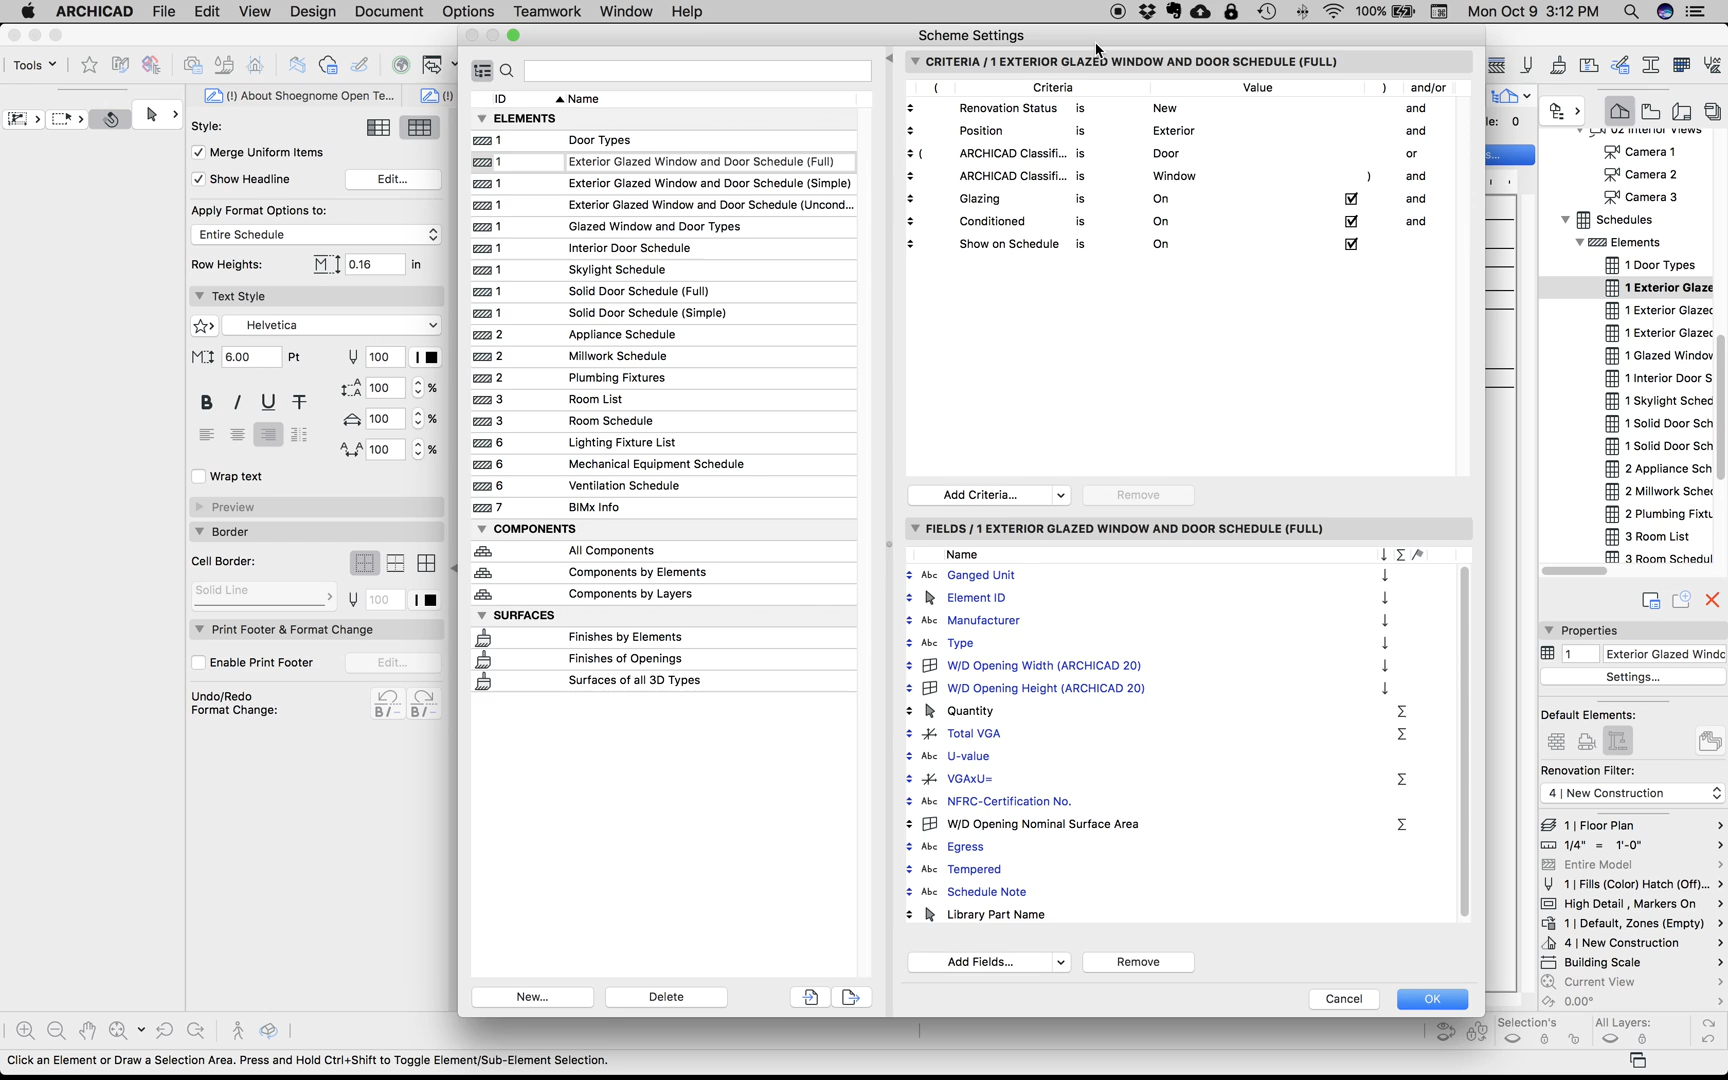 ARCHICAD File Edit View Design Document Options Teamwork Window Help 100% Mon Oct 9 3:12 PM
Scheme Settings
Tools
(!) About Shoegnome Open Te... (!)
Style:
Merge Uniform Items
Show Headline Edit...
Apply Format Options to:
Entire Schedule
Row Heights: 0.16 in
Text Style
Helvetica
6.00 Pt 100
100 %
B I U T 100 %
100 %
Wrap text
Preview
Border
Cell Border:
Solid Line 100
Print Footer & Format Change
Enable Print Footer Edit...
Undo/Redo
Format Change:
ID Name
ELEMENTS
1 Door Types
1 Exterior Glazed Window and Door Schedule (Full)
1 Exterior Glazed Window and Door Schedule (Simple)
1 Exterior Glazed Window and Door Schedule (Uncond...
1 Glazed Window and Door Types
1 Interior Door Schedule
1 Skylight Schedule
1 Solid Door Schedule (Full)
1 Solid Door Schedule (Simple)
2 Appliance Schedule
2 Millwork Schedule
2 Plumbing Fixtures
3 Room List
3 Room Schedule
6 Lighting Fixture List
6 Mechanical Equipment Schedule
6 Ventilation Schedule
7 BIMx Info
COMPONENTS
All Components
Components by Elements
Components by Layers
SURFACES
Finishes by Elements
Finishes of Openings
Surfaces of all 3D Types
New... Delete
CRITERIA / 1 EXTERIOR GLAZED WINDOW AND DOOR SCHEDULE (FULL)
( Criteria Value ) and/or
Renovation Status is New and
Position is Exterior and
( ARCHICAD Classifi... is Door or
ARCHICAD Classifi... is Window ) and
Glazing is On and
Conditioned is On and
Show on Schedule is On
Add Criteria... Remove
FIELDS / 1 EXTERIOR GLAZED WINDOW AND DOOR SCHEDULE (FULL)
Name ↓ Σ
Abc Ganged Unit ↓
Element ID ↓
Abc Manufacturer ↓
Abc Type ↓
W/D Opening Width (ARCHICAD 20) ↓
W/D Opening Height (ARCHICAD 20) ↓
Quantity Σ
Total VGA Σ
Abc U-value
VGAxU= Σ
Abc NFRC-Certification No.
W/D Opening Nominal Surface Area Σ
Abc Egress
Abc Tempered
Abc Schedule Note
Library Part Name
Add Fields... Remove
Cancel OK
le: 0
s...
02 Interior Views
Camera 1
Camera 2
Camera 3
Schedules
Elements
1 Door Types
1 Exterior Glaze
1 Exterior Glazed
1 Exterior Glazed
1 Glazed Window
1 Interior Door S
1 Skylight Sched
1 Solid Door Sch
1 Solid Door Sch
2 Appliance Sch
2 Millwork Sche
2 Plumbing Fixtu
3 Room List
3 Room Schedul
Properties
1 Exterior Glazed Windo
Settings...
Default Elements:
Renovation Filter:
4 | New Construction
1 | Floor Plan
1/4" = 1'-0"
Entire Model
1 | Fills (Color) Hatch (Off)...
High Detail , Markers On
1 | Default, Zones (Empty)
4 | New Construction
Building Scale
Current View
0.00°
Selection's All Layers:
Click an Element or Draw a Selection Area. Press and Hold Ctrl+Shift to Toggle Element/Sub-Element Selection.